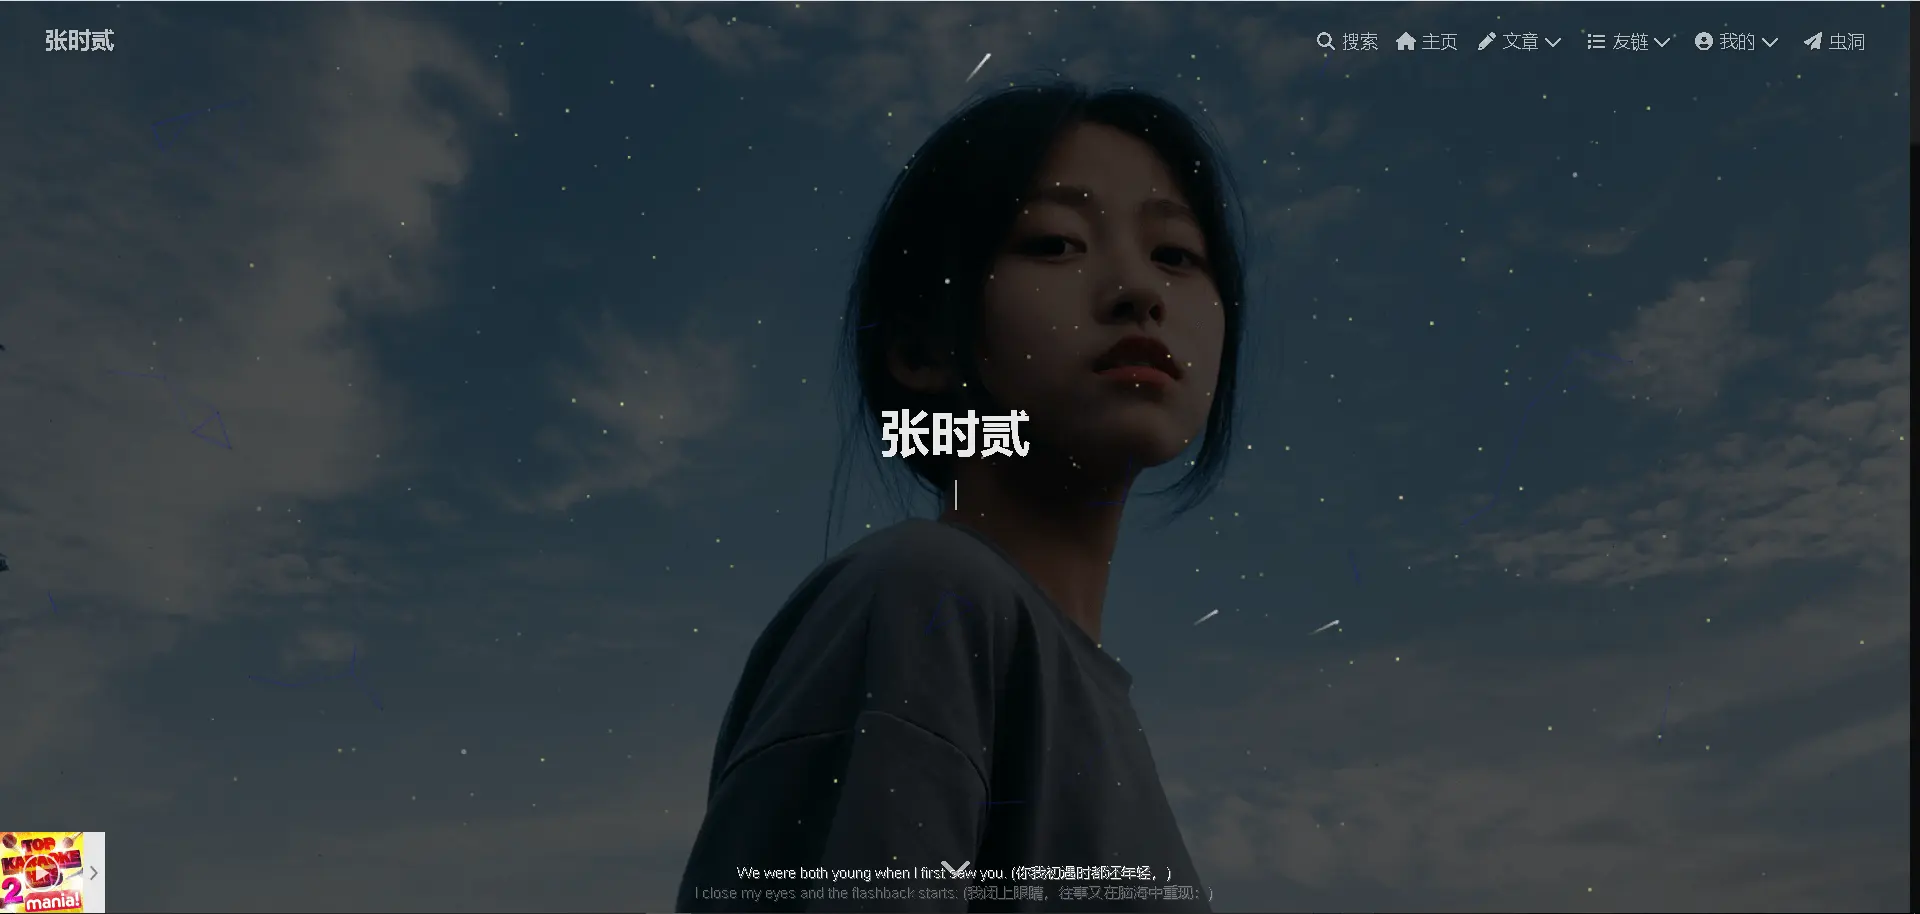 张时贰
搜索 主页 文章 友链 我的 虫洞
张时贰
We were both young when I first saw you. (你我初遇时都还年轻，)
I close my eyes and the flashback starts: (我闭上眼睛，往事又在脑海中重现：)
TOP
KARAOKE
2
mania!